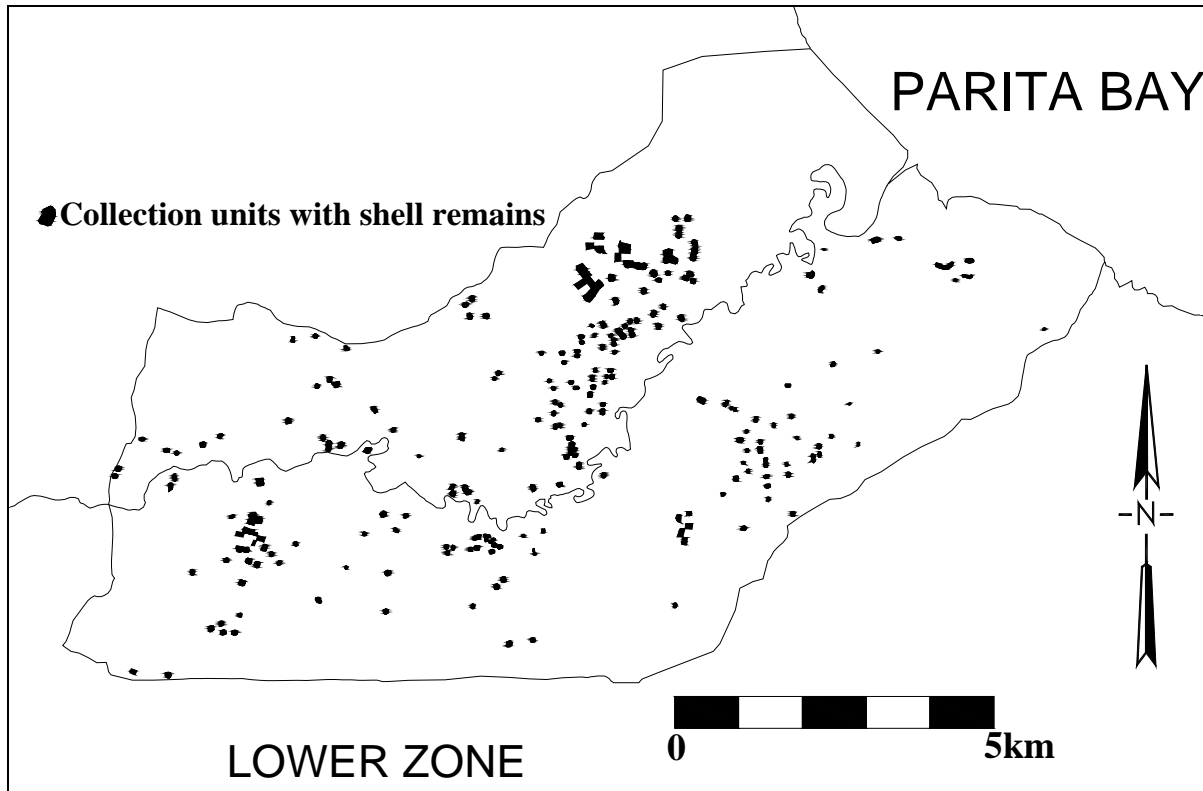 PARITA BAY
Collection units with shell remains
-N-
0 5km
LOWER ZONE